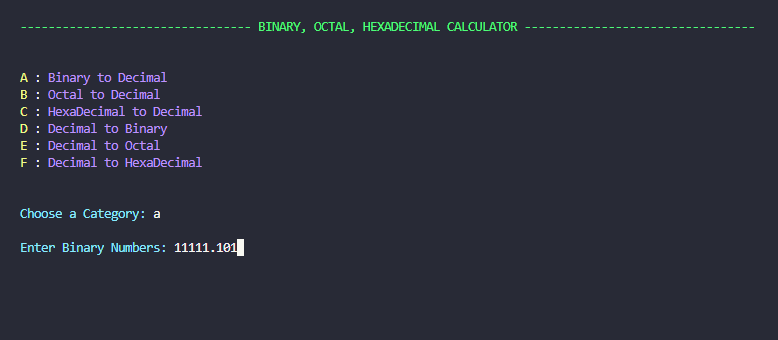 --------------------------------- BINARY, OCTAL, HEXADECIMAL CALCULATOR ---------------------------------
A : Binary to Decimal
B : Octal to Decimal
C : HexaDecimal to Decimal
D : Decimal to Binary
E : Decimal to Octal
F : Decimal to HexaDecimal
Choose a Category: a
Enter Binary Numbers: 11111.101